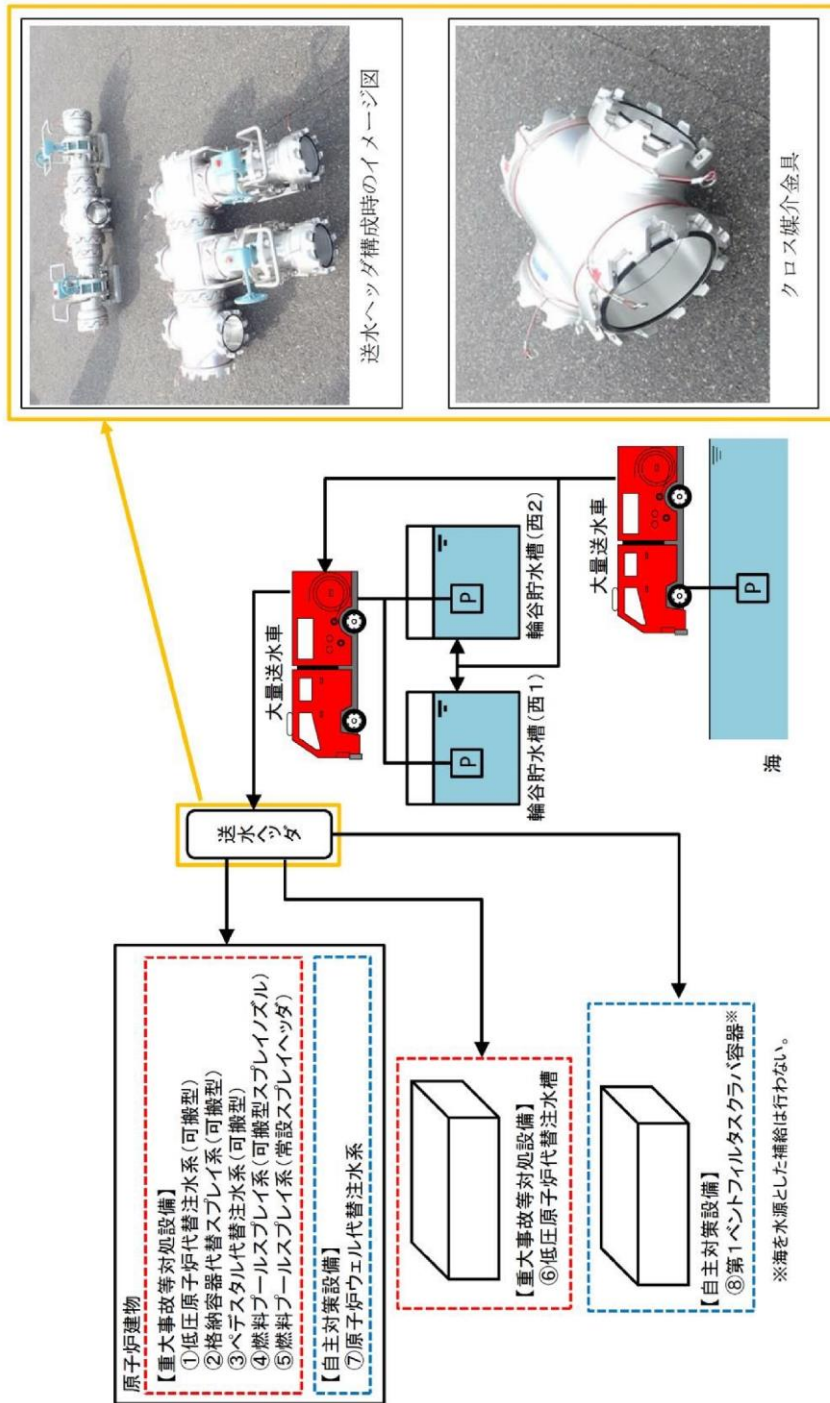 原子炉建物
【重大事故等対処設備】
①低圧原子炉代替注水系(可搬型)
②格納容器代替スプレイ系(可搬型)
③ペデスタル代替注水系(可搬型)
④燃料プールスプレイ系(可搬型スプレイノズル)
⑤燃料プールスプレイ系(常設スプレイヘッダ)
【自主対策設備】
⑦原子炉ウェル代替注水系
【重大事故等対処設備】
⑥低圧原子炉代替注水槽
【自主対策設備】
⑧第1ベントフィルタスクラバ容器※
※海を水源とした補給は行わない。
送水ヘッダ
大量送水車
P
輪谷貯水槽(西1)
P
輪谷貯水槽(西2)
大量送水車
P
海
送水ヘッダ構成時のイメージ図
クロス媒介金具